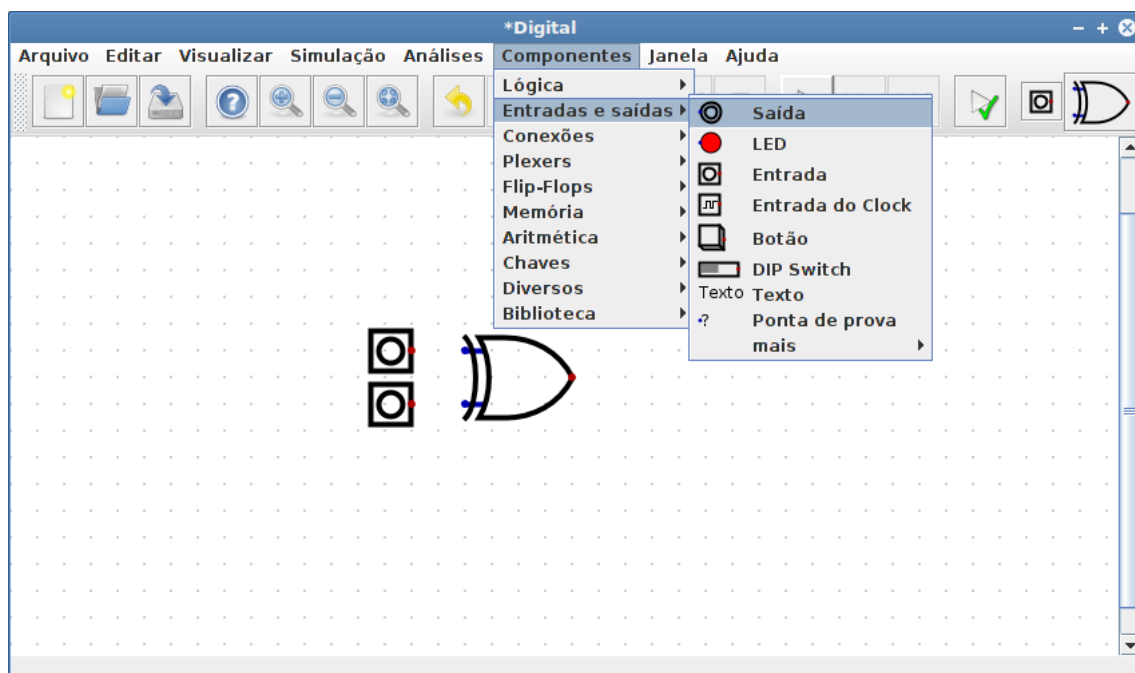 *Digital
Arquivo Editar Visualizar Simulação Análises Componentes Janela Ajuda
Lógica
Entradas e saídas
Conexões
Plexers
Flip-Flops
Memória
Aritmética
Chaves
Diversos
Biblioteca
Saída
LED
Entrada
Entrada do Clock
Botão
DIP Switch
Texto Texto
·? Ponta de prova
mais